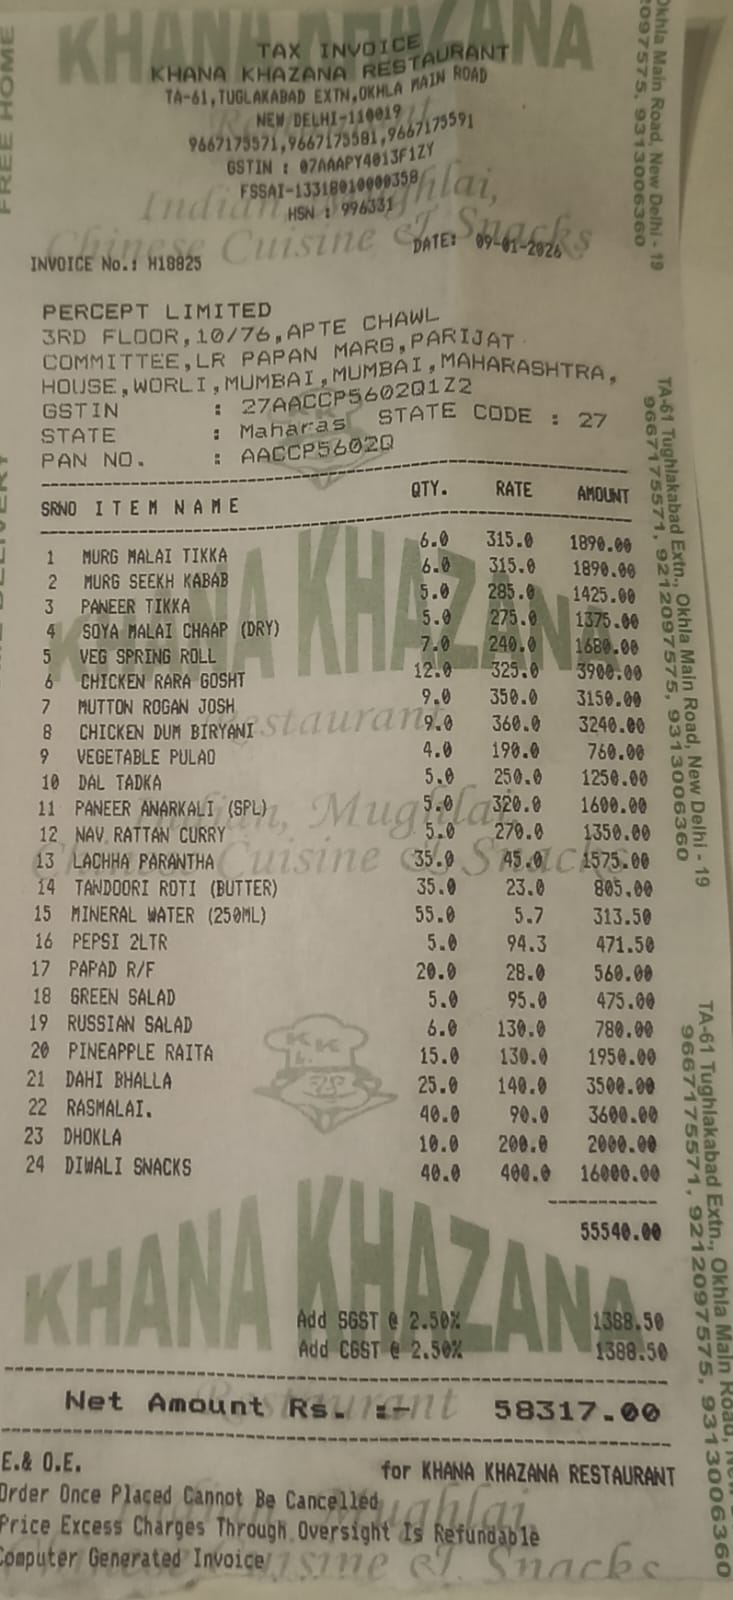 TAX INVOICE
KHANA KHAZANA RESTAURANT
TA-61,TUGLAKABAD EXTN,OKHLA MAIN ROAD
NEW DELHI-110019
9667175571,9667175581,9667175591
GSTIN : 07AAAPY4013F1ZY
FSSAI-13318010000358
HSN : 996331
INVOICE No.: H18825 DATE: 09-01-2026
PERCEPT LIMITED
3RD FLOOR,10/76,APTE CHAWL
COMMITTEE,LR PAPAN MARG,PARIJAT
HOUSE,WORLI,MUMBAI,MUMBAI,MAHARASHTRA,
GSTIN : 27AACCP5602Q1Z2
STATE : Maharas STATE CODE : 27
PAN NO. : AACCP5602Q
SRNO ITEM NAME QTY. RATE AMOUNT
1 MURG MALAI TIKKA 6.0 315.0 1890.00
2 MURG SEEKH KABAB 6.0 315.0 1890.00
3 PANEER TIKKA 5.0 285.0 1425.00
4 SOYA MALAI CHAAP (DRY) 5.0 275.0 1375.00
5 VEG SPRING ROLL 7.0 240.0 1680.00
6 CHICKEN RARA GOSHT 12.0 325.0 3900.00
7 MUTTON ROGAN JOSH 9.0 350.0 3150.00
8 CHICKEN DUM BIRYANI 9.0 360.0 3240.00
9 VEGETABLE PULAO 4.0 190.0 760.00
10 DAL TADKA 5.0 250.0 1250.00
11 PANEER ANARKALI (SPL) 5.0 320.0 1600.00
12 NAV RATTAN CURRY 5.0 270.0 1350.00
13 LACHHA PARANTHA 35.0 45.0 1575.00
14 TANDOORI ROTI (BUTTER) 35.0 23.0 805.00
15 MINERAL WATER (250ML) 55.0 5.7 313.50
16 PEPSI 2LTR 5.0 94.3 471.50
17 PAPAD R/F 20.0 28.0 560.00
18 GREEN SALAD 5.0 95.0 475.00
19 RUSSIAN SALAD 6.0 130.0 780.00
20 PINEAPPLE RAITA 15.0 130.0 1950.00
21 DAHI BHALLA 25.0 140.0 3500.00
22 RASMALAI. 40.0 90.0 3600.00
23 DHOKLA 10.0 200.0 2000.00
24 DIWALI SNACKS 40.0 400.0 16000.00
55540.00
Add SGST @ 2.50% 1388.50
Add CGST @ 2.50% 1388.50
Net Amount Rs. :- 58317.00
E.& O.E.
for KHANA KHAZANA RESTAURANT
Order Once Placed Cannot Be Cancelled
Price Excess Charges Through Oversight Is Refundable
Computer Generated Invoice
KHANA KHAZANA
Restaurant
Indian, Mughlai,
Chinese Cuisine & Snacks
FREE HOME
DELIVERY
TA-61 Tughlakabad Extn., Okhla Main Road, New Delhi - 19
9667175571, 9212097575, 9313006360